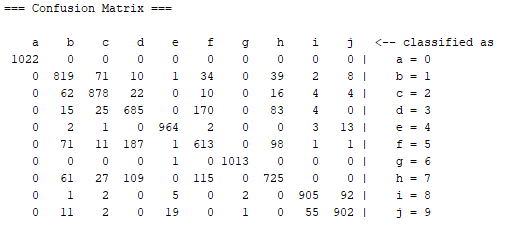 === Confusion Matrix ===
a b c d e f g h i j <-- classified as
1022 0 0 0 0 0 0 0 0 0 | a = 0
0 819 71 10 1 34 0 39 2 8 | b = 1
0 62 878 22 0 10 0 16 4 4 | c = 2
0 15 25 685 0 170 0 83 4 0 | d = 3
0 2 1 0 964 2 0 0 3 13 | e = 4
0 71 11 187 1 613 0 98 1 1 | f = 5
0 0 0 0 1 0 1013 0 0 0 | g = 6
0 61 27 109 0 115 0 725 0 0 | h = 7
0 1 2 0 5 0 2 0 905 92 | i = 8
0 11 2 0 19 0 1 0 55 902 | j = 9